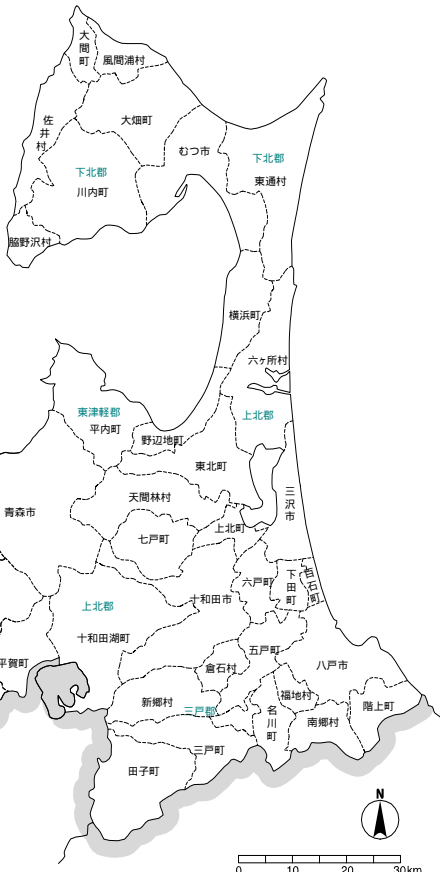 大間町
風間浦村
佐井村
大畑町
むつ市
下北郡
東通村
下北郡
川内町
脇野沢村
横浜町
六ヶ所村
東津軽郡
平内町
上北郡
野辺地町
東北町
天間林村
三沢市
青森市
七戸町
上北町
六戸町
下田町
百石町
上北郡
十和田市
十和田湖町
五戸町
平賀町
倉石村
八戸市
新郷村
三戸郡
名川町
福地村
南郷村
階上町
三戸町
田子町
N
0 10 20 30km